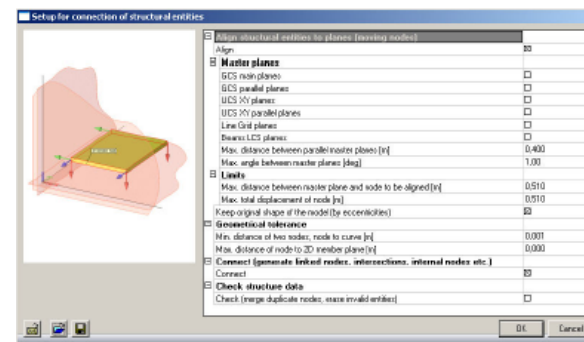 Setup for connection of structural entities
Align structural entities to planes (moving nodes)
Align
Master planes
GCS main planes
GCS parallel planes
UCS XY planes
UCS XY parallel planes
Line Grid planes
Beams LCS planes
Max. distance between parallel master planes [m] 0,400
Max. angle between master planes [deg] 1,00
Limits
Max. distance between master plane and node to be aligned [m] 0,510
Max. total displacement of node [m] 0,510
Keep original shape of the model (by eccentricities)
Geometrical tolerance
Min. distance of two nodes, node to curve [m] 0,001
Max. distance of node to 2D member plane [m] 0,000
Connect (generate linked nodes, intersections, internal nodes etc.)
Connect
Check structure data
Check (merge duplicate nodes, erase invalid entities)
OK Cancel